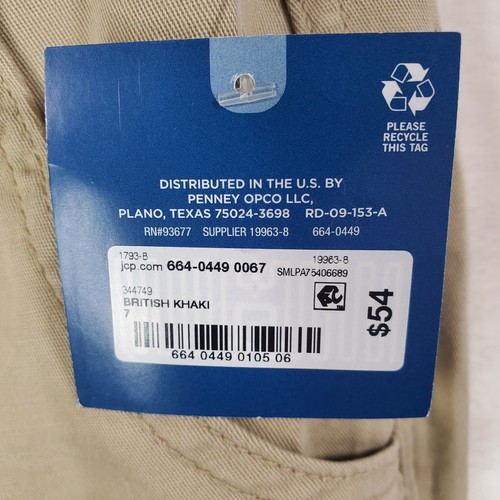 PLEASE
RECYCLE
THIS TAG
DISTRIBUTED IN THE U.S. BY
PENNEY OPCO LLC,
PLANO, TEXAS 75024-3698 RD-09-153-A
RN#93677 SUPPLIER 19963-8 664-0449
1793-8 19963-8
jcp.com 664-0449 0067 SMLPA75406689
344749
BRITISH KHAKI
7
$54
664 0449 0105 06